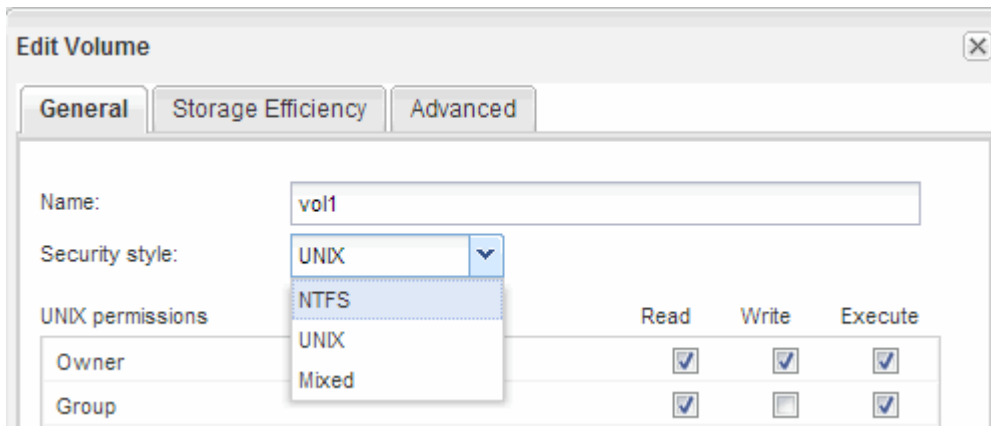 Edit Volume
General Storage Efficiency Advanced
Name: vol1
Security style: UNIX
NTFS
UNIX permissions Read Write Execute
UNIX
Owner
Mixed
Group